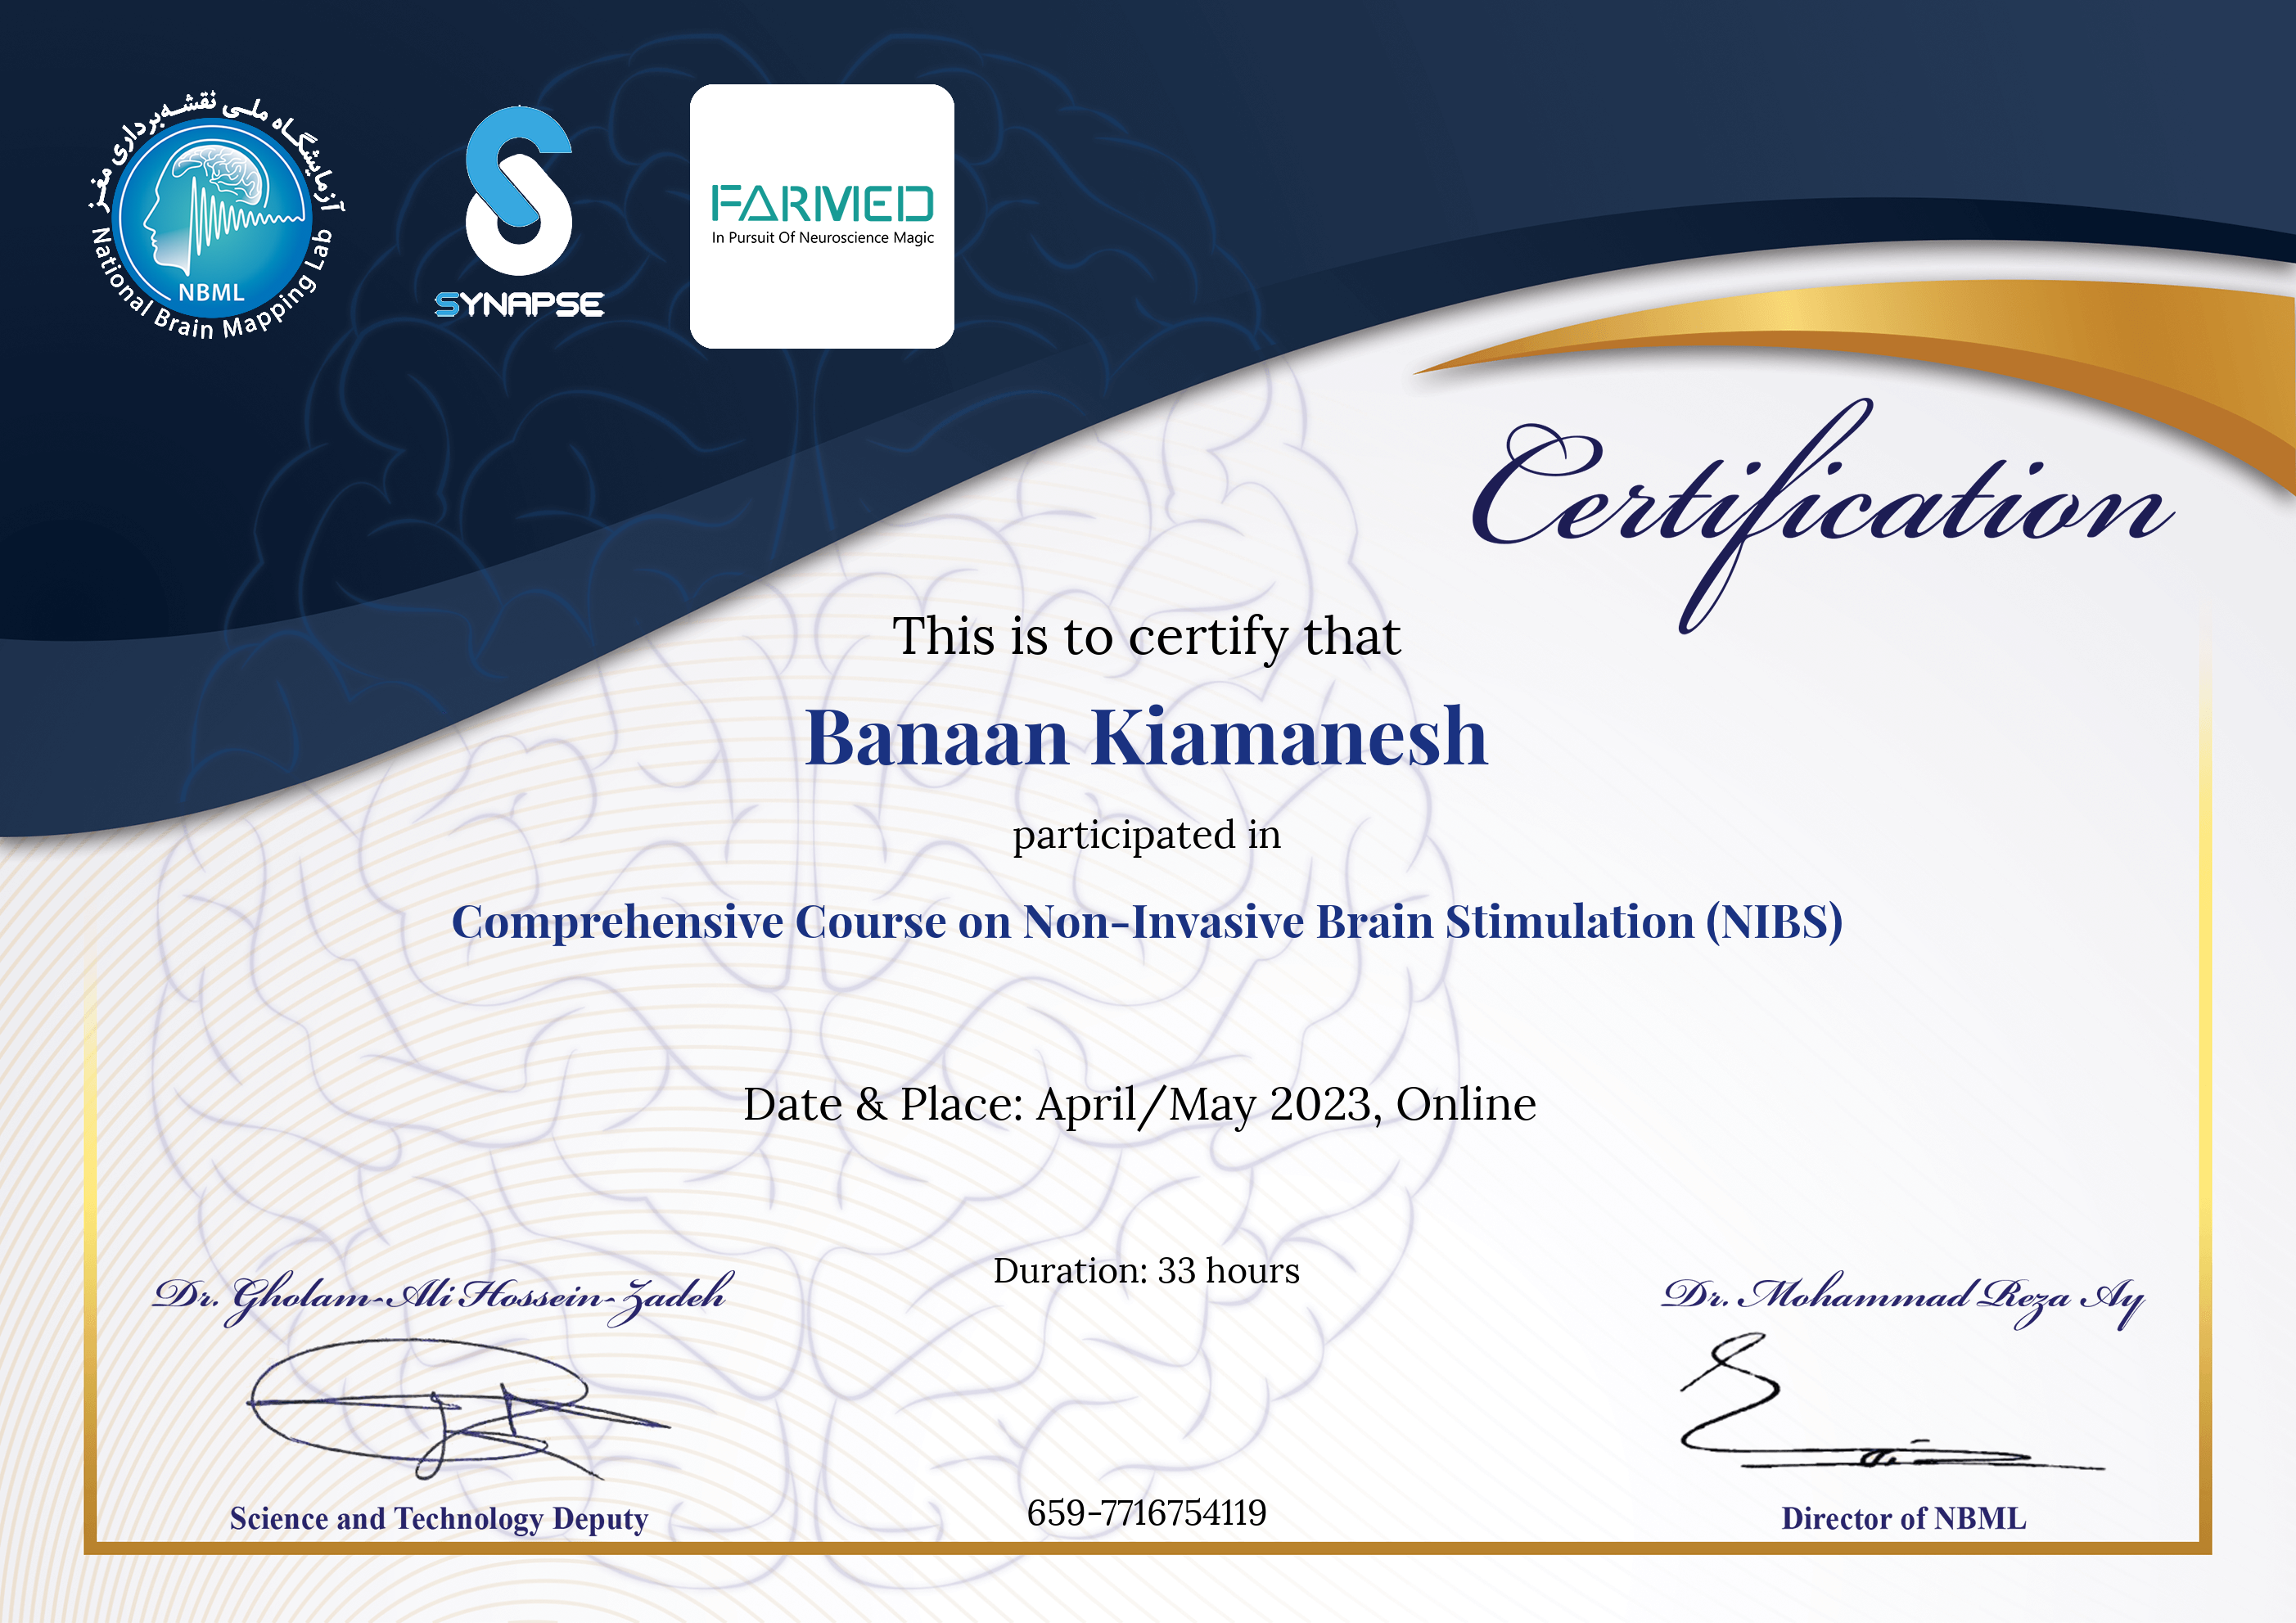 آزمایشگاه ملی نقشه‌برداری مغز
NBML
National Brain Mapping Lab
SYNAPSE
FARMED
In Pursuit Of Neuroscience Magic
Certification
This is to certify that
Banaan Kiamanesh
participated in
Comprehensive Course on Non-Invasive Brain Stimulation (NIBS)
Date & Place: April/May 2023, Online
Duration: 33 hours
Dr. Gholam-Ali Hossein-Zadeh
Dr. Mohammad Reza Ay
Science and Technology Deputy
659-7716754119
Director of NBML